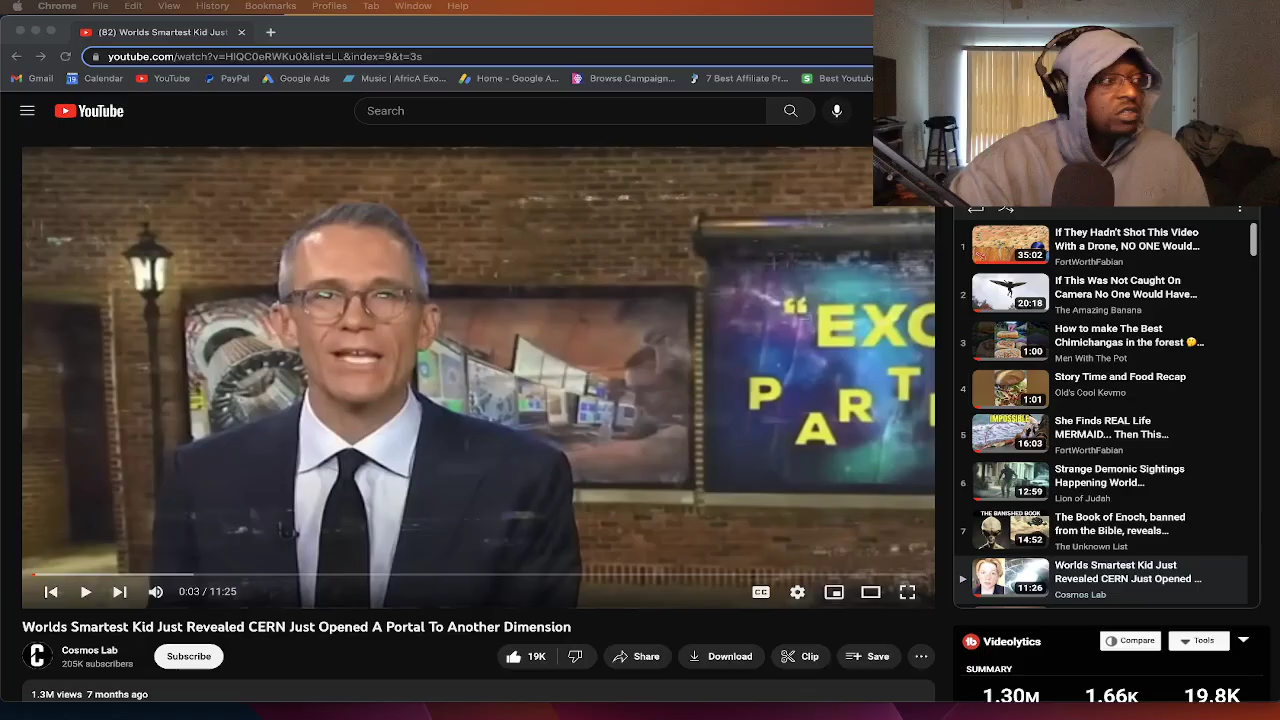 Chrome File Edit View History Bookmarks Profiles Tab Window Help
(82) Worlds Smartest Kid Just
youtube.com/watch?v=HlQC0eRWKu0&list=LL&index=9&t=3s
Gmail Calendar YouTube PayPal Google Ads Music | AfricA Exo... Home - Google A... Browse Campaign... 7 Best Affiliate Pr... Best Youtube
YouTube
Search
"EXC
PART
0:03 / 11:25
CC
Worlds Smartest Kid Just Revealed CERN Just Opened A Portal To Another Dimension
Cosmos Lab
205K subscribers
Subscribe
19K
Share
Download
Clip
Save
1.3M views 7 months ago
1
35:02
If They Hadn't Shot This Video
With a Drone, NO ONE Would...
FortWorthFabian
2
20:18
If This Was Not Caught On
Camera No One Would Have...
The Amazing Banana
3
1:00
How to make The Best
Chimichangas in the forest 🤔...
Men With The Pot
4
1:01
Story Time and Food Recap
Old's Cool Kevmo
5
IMPOSSIBLE
16:03
She Finds REAL Life
MERMAID... Then This...
FortWorthFabian
6
12:59
Strange Demonic Sightings
Happening World...
Lion of Judah
7
THE BANISHED BOOK
14:52
The Book of Enoch, banned
from the Bible, reveals...
The Unknown List
11:26
Worlds Smartest Kid Just
Revealed CERN Just Opened ...
Cosmos Lab
tb Videolytics
Compare
Tools
SUMMARY
1.30M 1.66K 19.8K